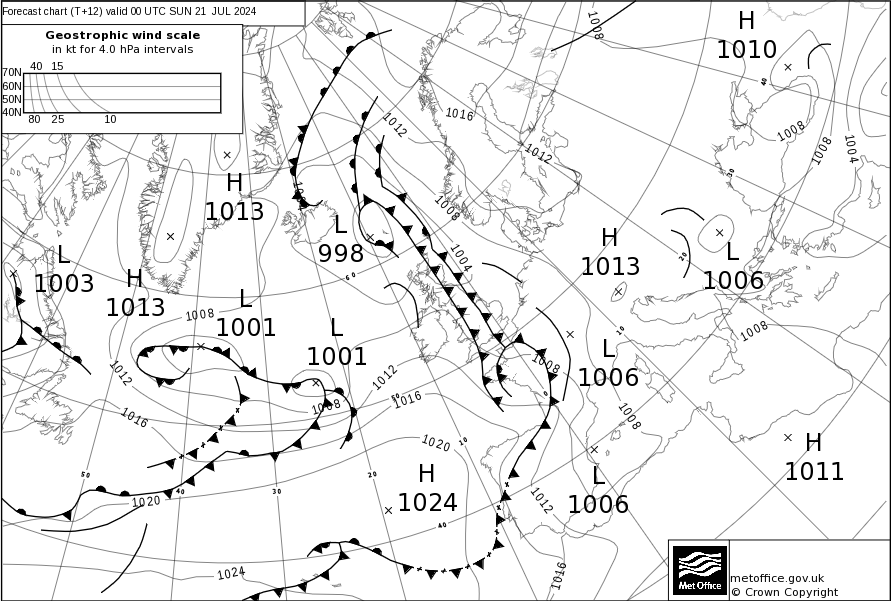 Forecast chart (T+12) valid 00 UTC SUN 21 JUL 2024
Geostrophic wind scale
in kt for 4.0 hPa intervals
40 15
70N
60N
50N
40N
80 25 10
H
1010
1008
1016
1012
1012
1008
1008
1004
H
1013
L
998
1008
1004
H
1013
L
1006
L
1003
H
1013
L
1001
L
1001
1008
60
30
20
40
10
1008
L
1006
1008
1012
1012
1008
1016
1016
50
0
1008
1020
10
H
1011
H
1024
L
1006
50
40
30
20
1020
40
1012
1024
1016
Met Office
metoffice.gov.uk
© Crown Copyright